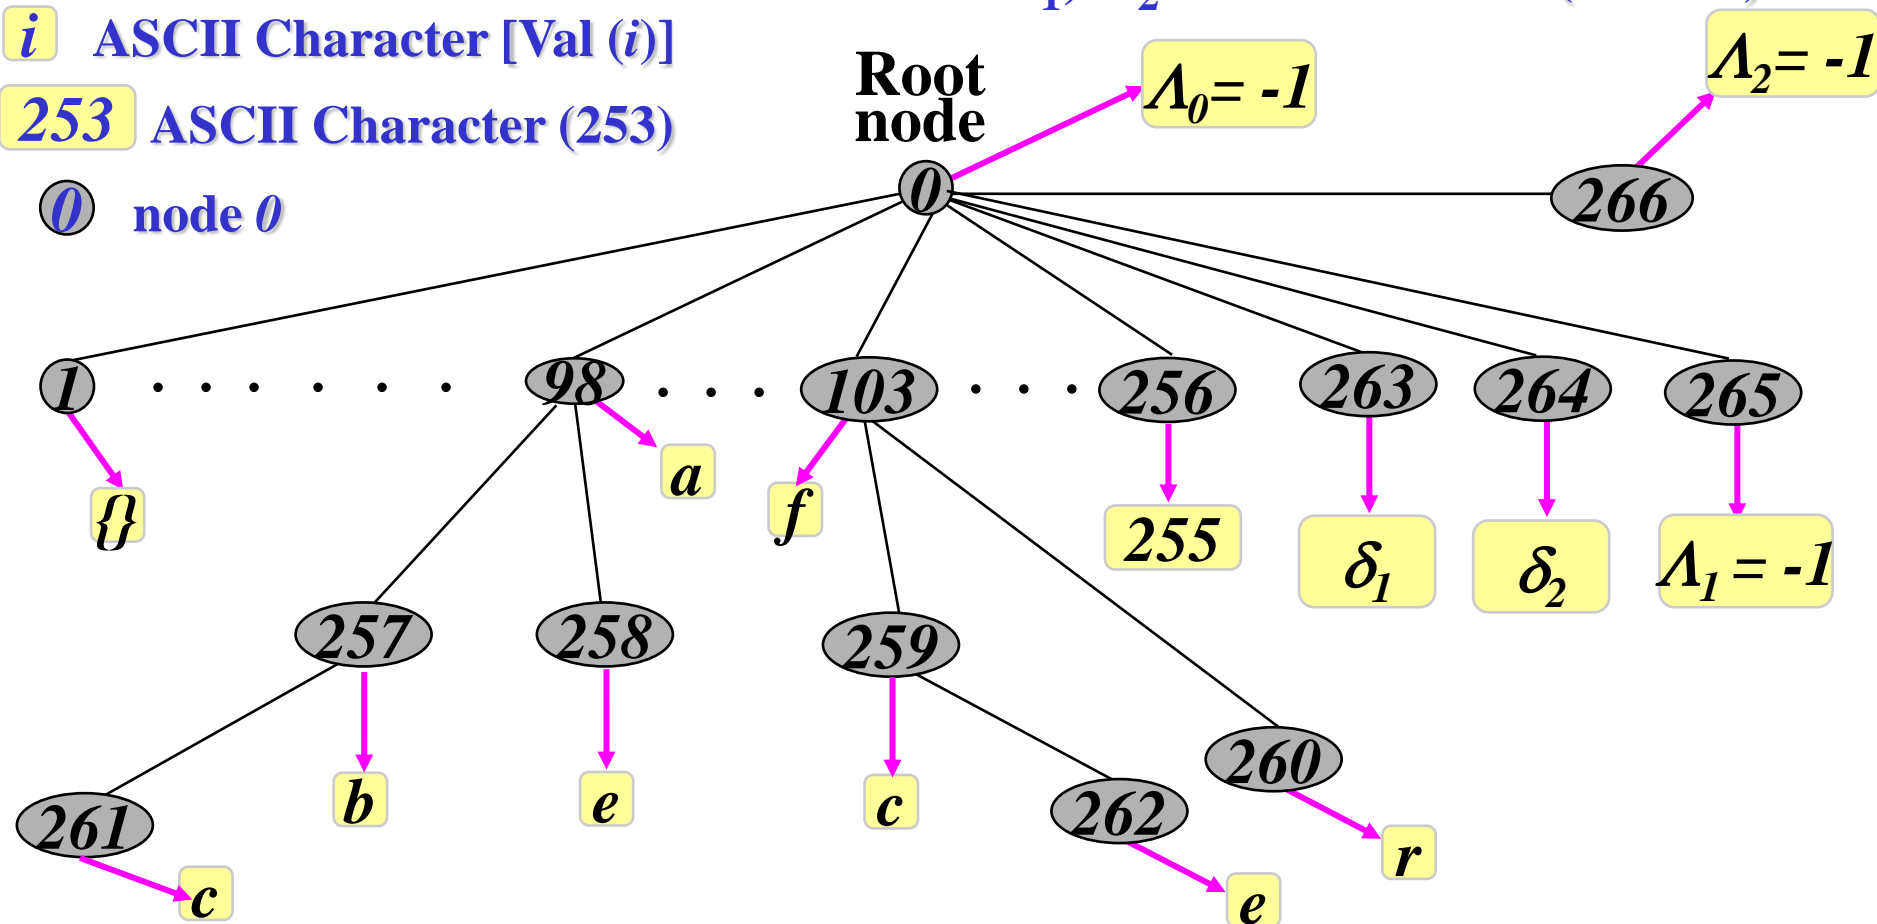 i ASCII Character [Val (i)]
253 ASCII Character (253)
0 node 0
Root
node
Λ0= -1
Λ2= -1
0
266
1 . . . . . . 98 . . . 103 . . . 256 263 264 265
{}
a
f
255
δ1
δ2
Λ1 = -1
257 258 259
260
b
e
c
261
262
r
c
e